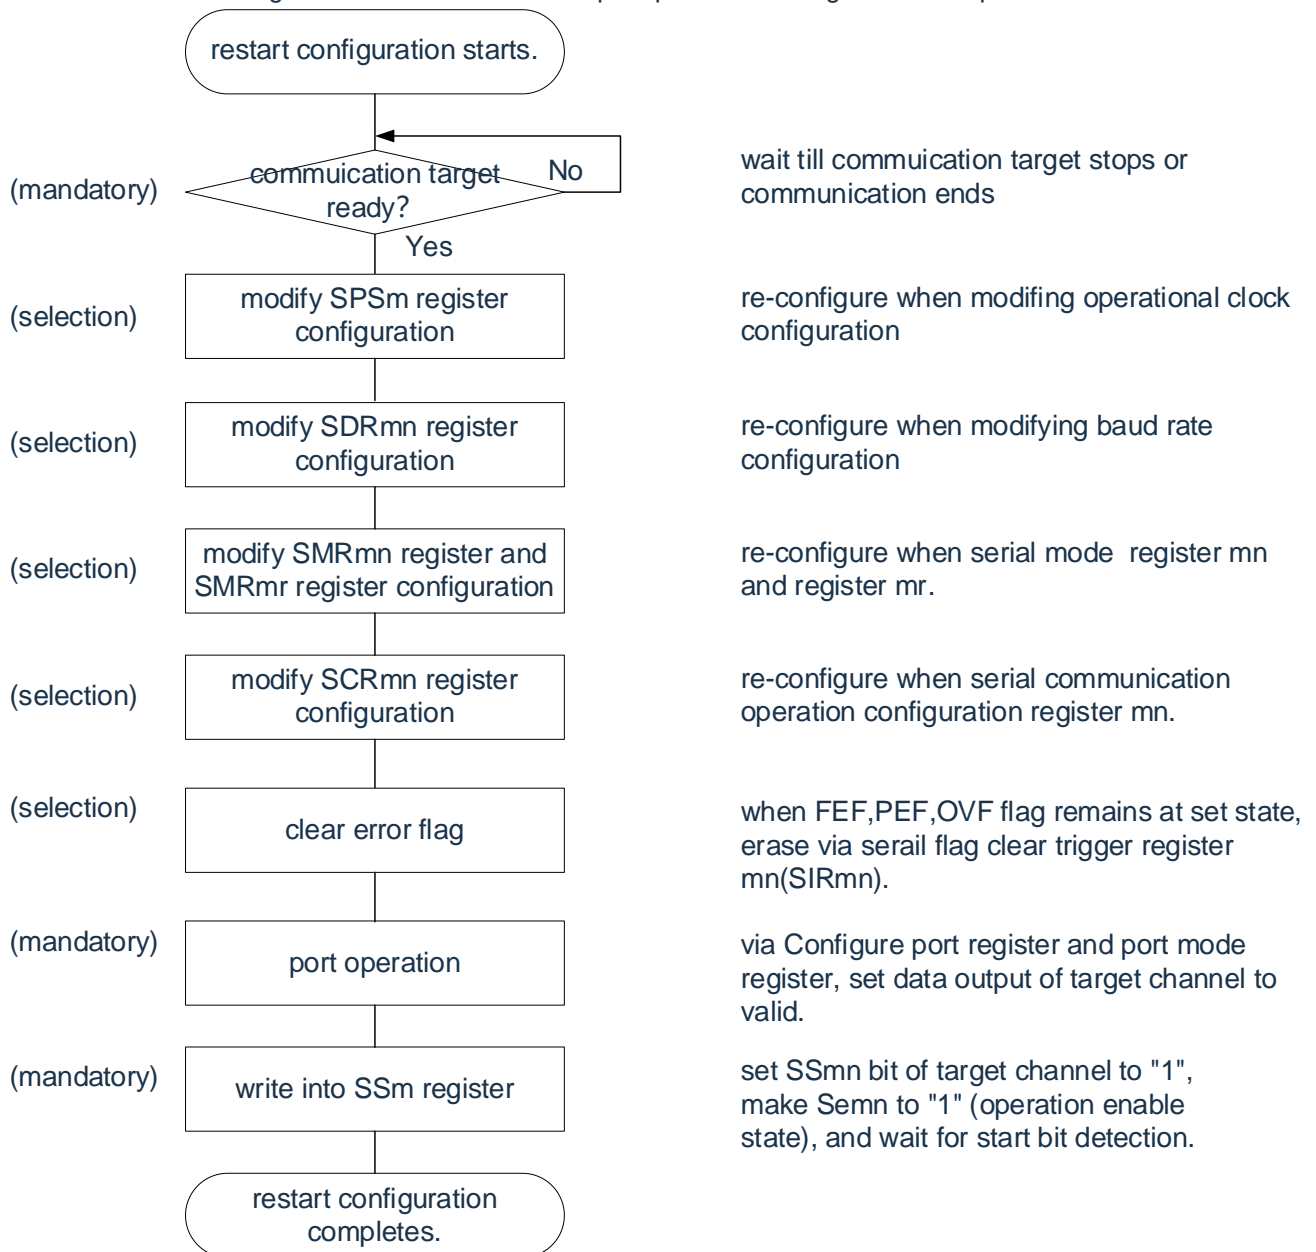 restart configuration starts.
(mandatory)
commuication target
ready?
No
Yes
wait till commuication target stops or
communication ends
(selection)
modify SPSm register
configuration
re-configure when modifing operational clock
configuration
(selection)
modify SDRmn register
configuration
re-configure when modifying baud rate
configuration
(selection)
modify SMRmn register and
SMRmr register configuration
re-configure when serial mode register mn
and register mr.
(selection)
modify SCRmn register
configuration
re-configure when serial communication
operation configuration register mn.
(selection)
clear error flag
when FEF,PEF,OVF flag remains at set state,
erase via serail flag clear trigger register
mn(SIRmn).
(mandatory)
port operation
via Configure port register and port mode
register, set data output of target channel to
valid.
(mandatory)
write into SSm register
set SSmn bit of target channel to "1",
make Semn to "1" (operation enable
state), and wait for start bit detection.
restart configuration
completes.